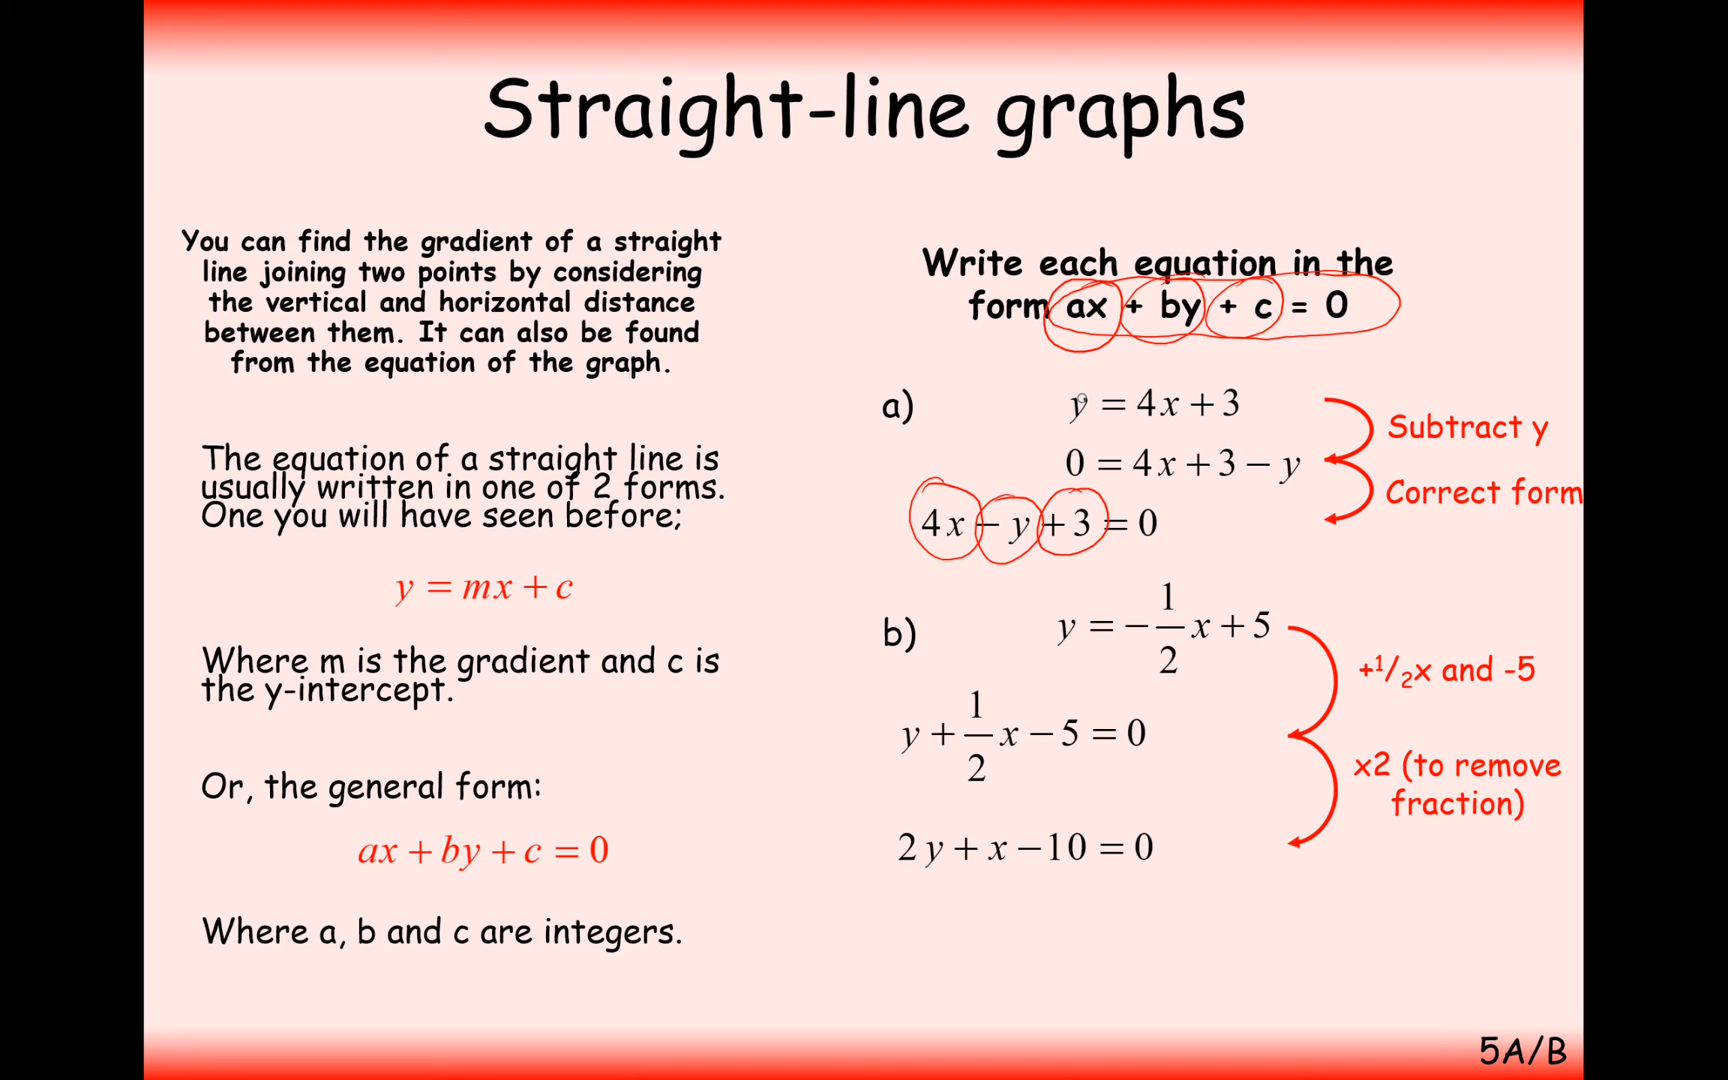 Straight-line graphs
You can find the gradient of a straight
line joining two points by considering
the vertical and horizontal distance
between them. It can also be found
from the equation of the graph.
The equation of a straight line is
usually written in one of 2 forms.
One you will have seen before;
y = mx + c
Where m is the gradient and c is
the y-intercept.
Or, the general form:
ax + by + c = 0
Where a, b and c are integers.
Write each equation in the
form ax + by + c = 0
a) y = 4x + 3
Subtract y
0 = 4x + 3 − y
Correct form
4x − y + 3 = 0
b) y = −1/2 x + 5
+1/2x and -5
y + 1/2 x − 5 = 0
x2 (to remove
fraction)
2y + x − 10 = 0
5A/B